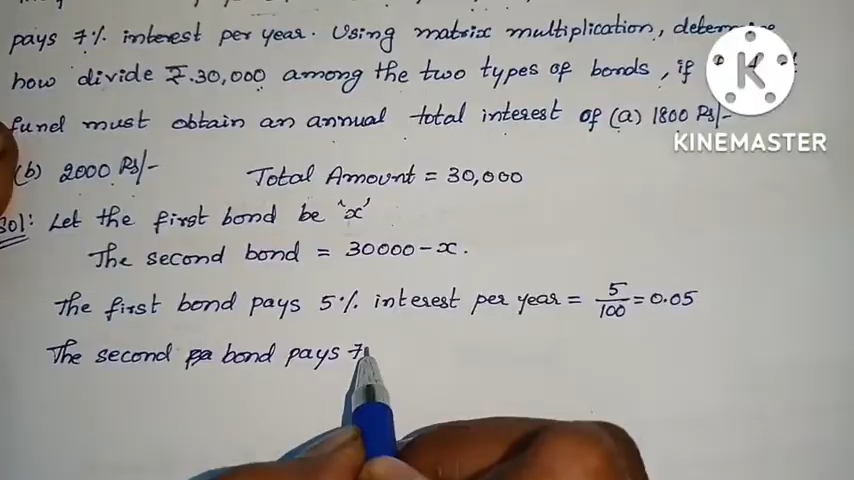 pays 7% interest per year. Using matrix multiplication, determine
how divide ₹.30,000 among the two types of bonds, if
fund must obtain an annual total interest of (a) 1800 Rs/-
K
KINEMASTER
(b) 2000 Rs/-
Total Amount = 30,000
Sol: Let the first bond be 'x'
The second bond = 30000-x.
The first bond pays 5% interest per year = 5/100 = 0.05
The second pa bond pays 7